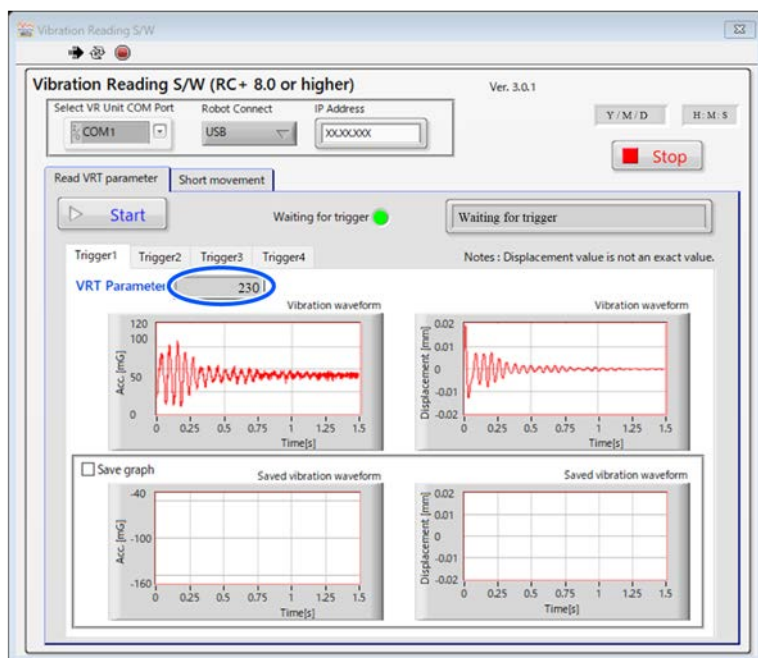 Vibration Reading S/W
Vibration Reading S/W (RC+ 8.0 or higher)
Ver. 3.0.1
Select VR Unit COM Port
Robot Connect
IP Address
COM1
USB
XX.XX.XXX
Y / M / D
H: M: S
Stop
Read VRT parameter
Short movement
Start
Waiting for trigger
Waiting for trigger
Trigger1
Trigger2
Trigger3
Trigger4
Notes : Displacement value is not an exact value.
VRT Parameter
230
Vibration waveform
120
100
50
0
Acc. [mG]
0 0.25 0.5 0.75 1 1.25 1.5
Time[s]
Vibration waveform
0.02
0.01
0
-0.01
-0.02
Displacement [mm]
0 0.25 0.5 0.75 1 1.25 1.5
Time[s]
Save graph
Saved vibration waveform
-40
-100
-160
Acc. [mG]
0 0.25 0.5 0.75 1 1.25 1.5
Time[s]
Saved vibration waveform
0.02
0.01
0
-0.01
-0.02
Displacement [mm]
0 0.25 0.5 0.75 1 1.25 1.5
Time[s]